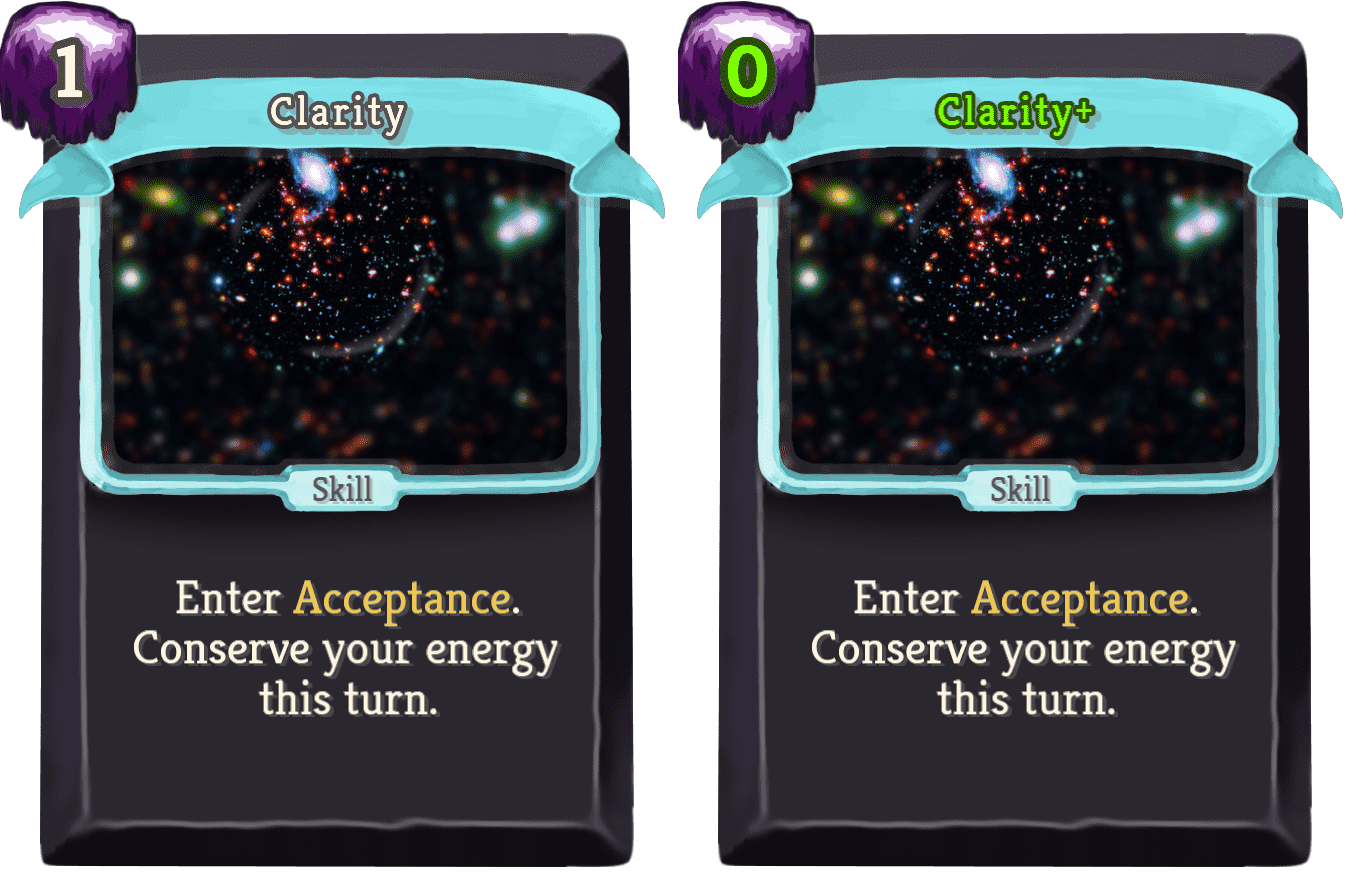 1
Clarity
Skill
Enter Acceptance.
Conserve your energy
this turn.
0
Clarity+
Skill
Enter Acceptance.
Conserve your energy
this turn.